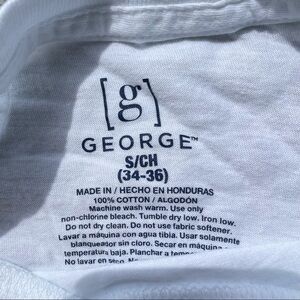 [g]
GEORGE™
S/CH
(34-36)
MADE IN / HECHO EN HONDURAS
100% COTTON / ALGODÓN
Machine wash warm. Use only
non-chlorine bleach. Tumble dry low. Iron low.
Do not dry clean. Do not use fabric softener.
Lavar a máquina con agua tibia. Usar solamente
blanqueador sin cloro. Secar en máquina
temperatura baja. Planchar a
No lavar en